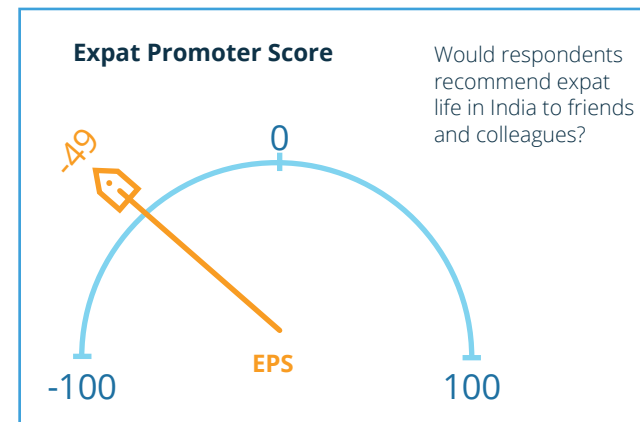 Expat Promoter Score
Would respondents
recommend expat
life in India to friends
and colleagues?
-49
0
EPS
-100
100